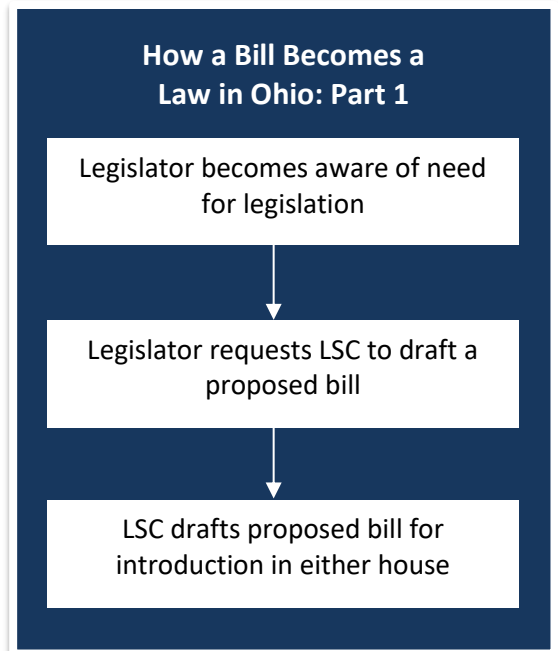 How a Bill Becomes a
Law in Ohio: Part 1
Legislator becomes aware of need
for legislation
Legislator requests LSC to draft a
proposed bill
LSC drafts proposed bill for
introduction in either house